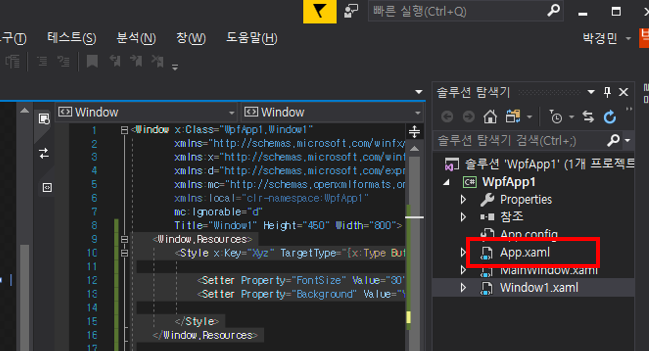 빠른 실행(Ctrl+Q)
구(T) 테스트(S) 분석(N) 창(W) 도움말(H) 박경민
Window Window
솔루션 탐색기
솔루션 탐색기 검색(Ctrl+;)
솔루션 'WpfApp1' (1개 프로젝트
WpfApp1
Properties
참조
App.config
App.xaml
MainWindow.xaml
Window1.xaml
1 <Window x:Class="WpfApp1.Window1"
2 xmlns="http://schemas.microsoft.com/winfx/
3 xmlns:x="http://schemas.microsoft.com/winf
4 xmlns:d="http://schemas.microsoft.com/expr
5 xmlns:mc="http://schemas.openxmlformats.or
6 xmlns:local="clr-namespace:WpfApp1"
7 mc:Ignorable="d"
8 Title="Window1" Height="450" Width="800">
9 <Window.Resources>
10 <Style x:Key="Xyz" TargetType="{x:Type But
11
12 <Setter Property="FontSize" Value="30"
13 <Setter Property="Background" Value="Y
14
15 </Style>
16 </Window.Resources>
17